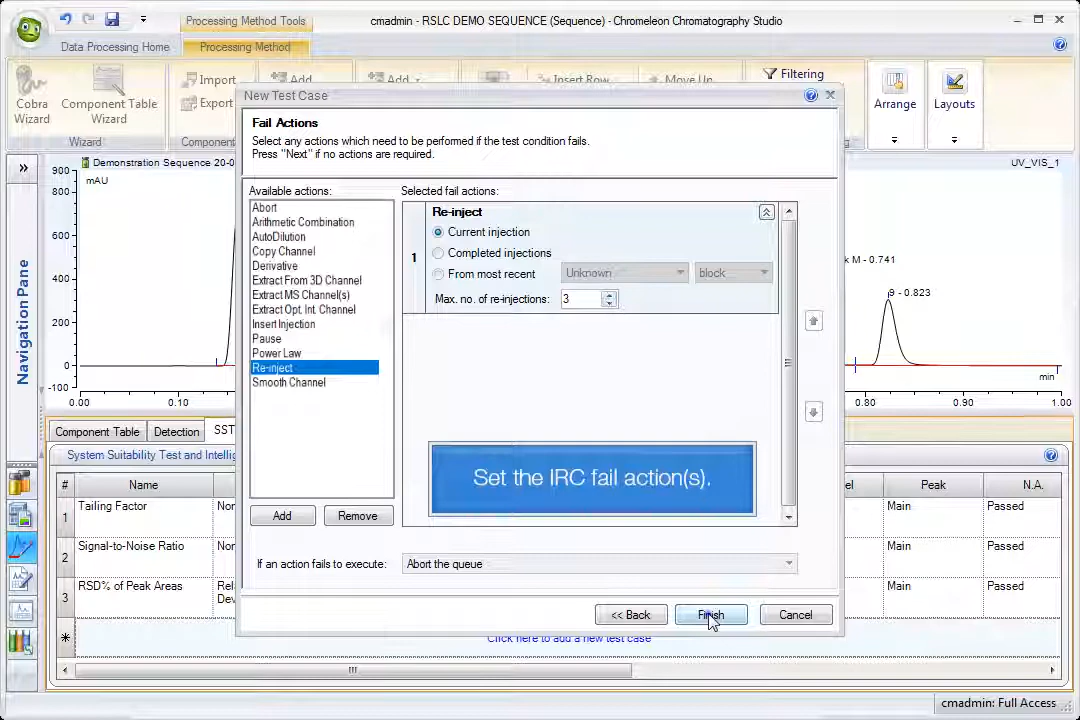 Processing Method Tools
cmadmin - RSLC DEMO SEQUENCE (Sequence) - Chromeleon Chromatography Studio
Data Processing Home
Processing Method
Cobra
Wizard
Component Table
Wizard
Wizard
Import
Export
Componen
Add
Add
Insert Row
Move Up
Filtering
Arrange
Layouts
New Test Case
Fail Actions
Select any actions which need to be performed if the test condition fails.
Press "Next" if no actions are required.
Available actions:
Abort
Arithmetic Combination
AutoDilution
Copy Channel
Derivative
Extract From 3D Channel
Extract MS Channel(s)
Extract Opt. Int. Channel
Insert Injection
Pause
Power Law
Re-inject
Smooth Channel
Add
Remove
Selected fail actions:
1
Re-inject
Current injection
Completed injections
From most recent
Unknown
block
Max. no. of re-injections:
3
Set the IRC fail action(s).
If an action fails to execute:
Abort the queue
<< Back
Finish
Cancel
Navigation Pane
Demonstration Sequence 20-0
UV_VIS_1
900
mAU
800
600
400
200
0
-100
0.00
0.10
k M - 0.741
9 - 0.823
min
0.80
0.90
1.00
Component Table
Detection
SST
System Suitability Test and Intellig
#
Name
el
Peak
N.A.
1
Tailing Factor
Nor
Main
Passed
2
Signal-to-Noise Ratio
Nor
Main
Passed
3
RSD% of Peak Areas
Rela
Dev
Main
Passed
Click here to add a new test case
cmadmin: Full Access